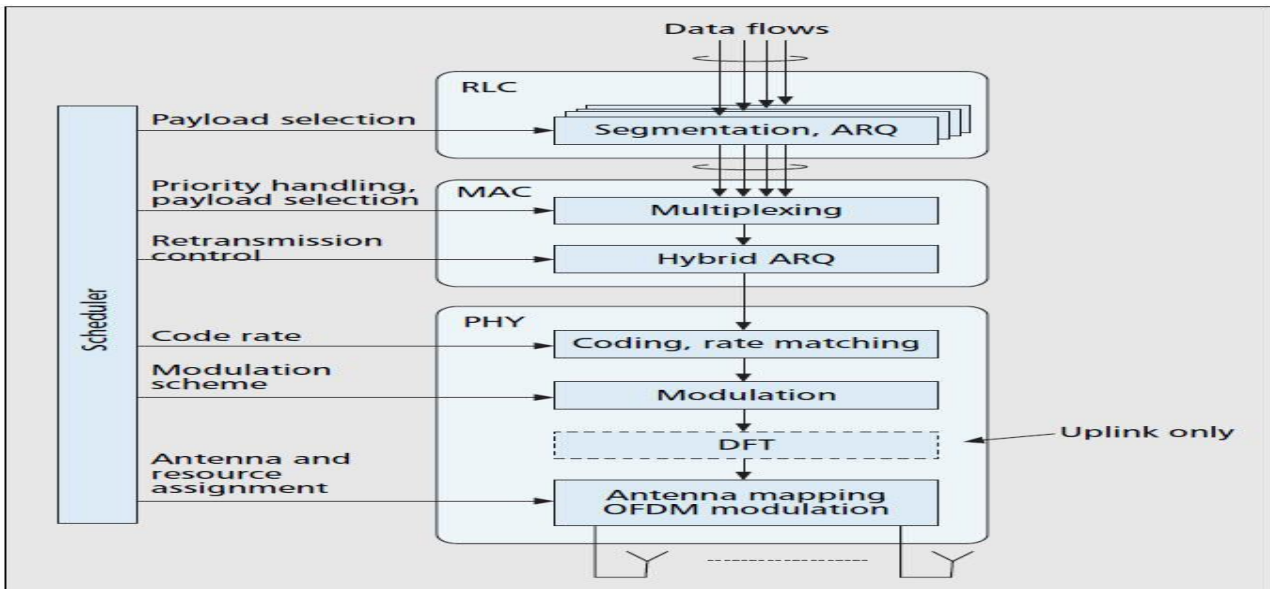 Data flows
RLC
Payload selection
Segmentation, ARQ
Priority handling,
payload selection
MAC
Multiplexing
Retransmission
control
Hybrid ARQ
Scheduler
PHY
Code rate
Coding, rate matching
Modulation
scheme
Modulation
DFT
Uplink only
Antenna and
resource
assignment
Antenna mapping
OFDM modulation